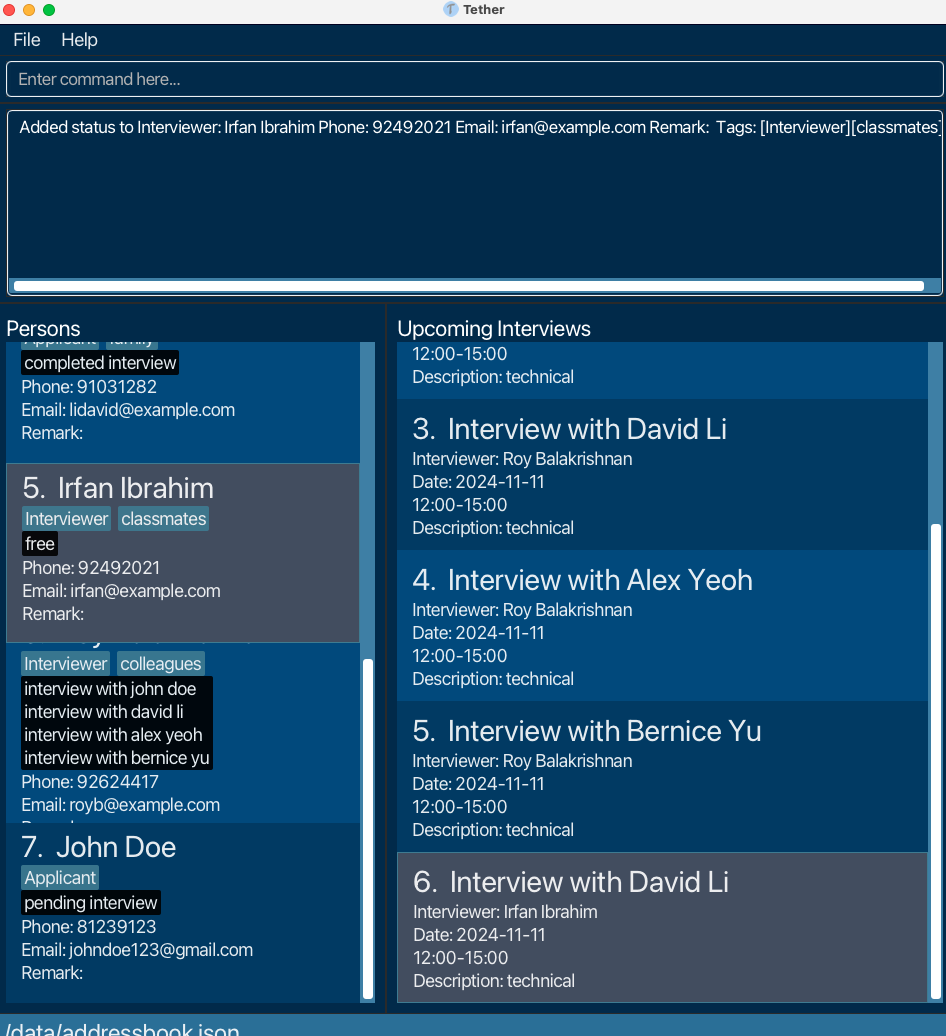 Tether
File Help
Enter command here...
Added status to Interviewer: Irfan Ibrahim Phone: 92492021 Email: irfan@example.com Remark:  Tags: [Interviewer][classmates]
Persons
Applicant family
completed interview
Phone: 91031282
Email: lidavid@example.com
Remark:
5. Irfan Ibrahim
Interviewer classmates
free
Phone: 92492021
Email: irfan@example.com
Remark:
Interviewer colleagues
interview with john doe
interview with david li
interview with alex yeoh
interview with bernice yu
Phone: 92624417
Email: royb@example.com
7. John Doe
Applicant
pending interview
Phone: 81239123
Email: johndoe123@gmail.com
Remark:
Upcoming Interviews
12:00-15:00
Description: technical
3. Interview with David Li
Interviewer: Roy Balakrishnan
Date: 2024-11-11
12:00-15:00
Description: technical
4. Interview with Alex Yeoh
Interviewer: Roy Balakrishnan
Date: 2024-11-11
12:00-15:00
Description: technical
5. Interview with Bernice Yu
Interviewer: Roy Balakrishnan
Date: 2024-11-11
12:00-15:00
Description: technical
6. Interview with David Li
Interviewer: Irfan Ibrahim
Date: 2024-11-11
12:00-15:00
Description: technical
/data/addressbook.json